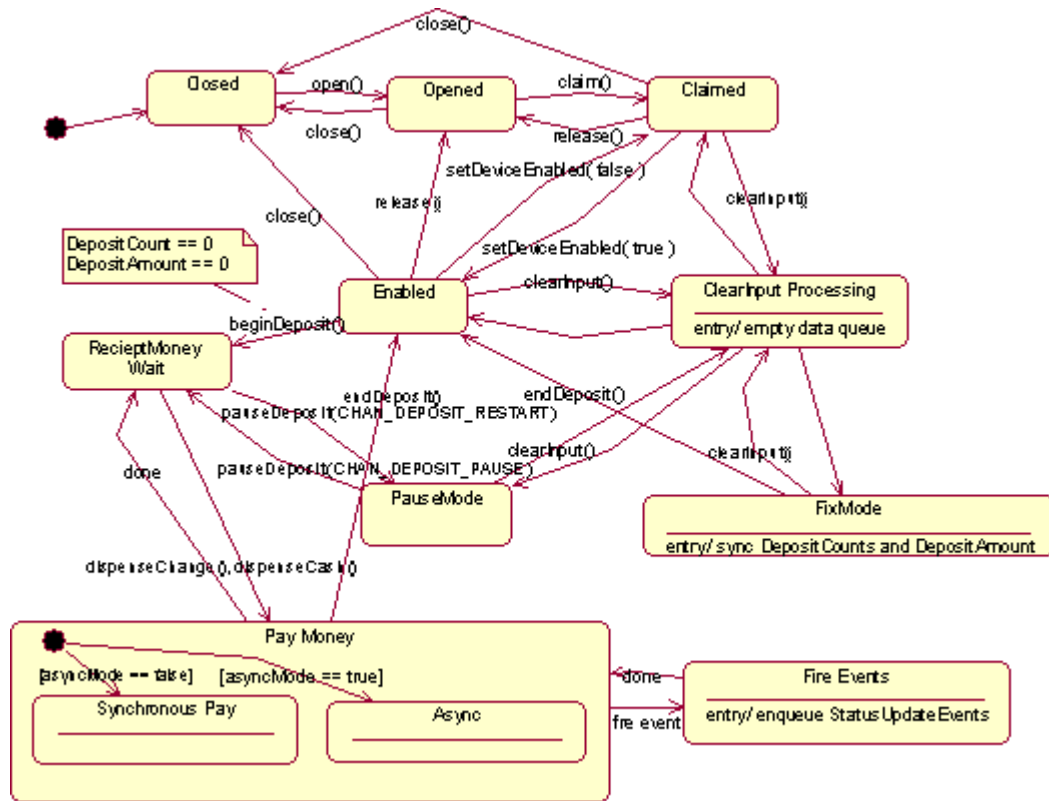 close()
Closed
open()
Opened
claim()
Claimed
close()
release()
setDeviceEnabled( false )
release()
clearInput()
close()
DepositCount == 0
DepositAmount == 0
setDeviceEnabled( true )
Enabled
clearInput()
ClearInput Processing
entry/ empty data queue
beginDeposit()
RecieptMoney
Wait
endDeposit()
endDeposit()
pauseDeposit(CHAN_DEPOSIT_RESTART)
clearInput()
clearInput()
done
pauseDeposit(CHAN_DEPOSIT_PAUSE)
PauseMode
FixMode
entry/ sync DepositCounts and DepositAmount
dispenseChange(), dispenseCash()
Pay Money
[asyncMode == false]
[asyncMode == true]
done
Fire Events
Synchronous Pay
Async
fire event
entry/ enqueue StatusUpdateEvents